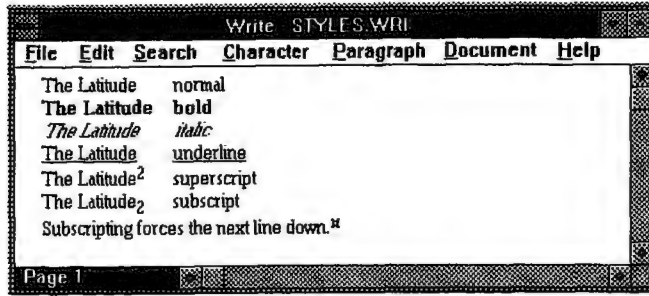 Write - STYLES.WRI
File Edit Search Character Paragraph Document Help
The Latitude normal
The Latitude bold
The Latitude italic
The Latitude underline
The Latitude² superscript
The Latitude₂ subscript
Subscripting forces the next line down.¤
Page 1